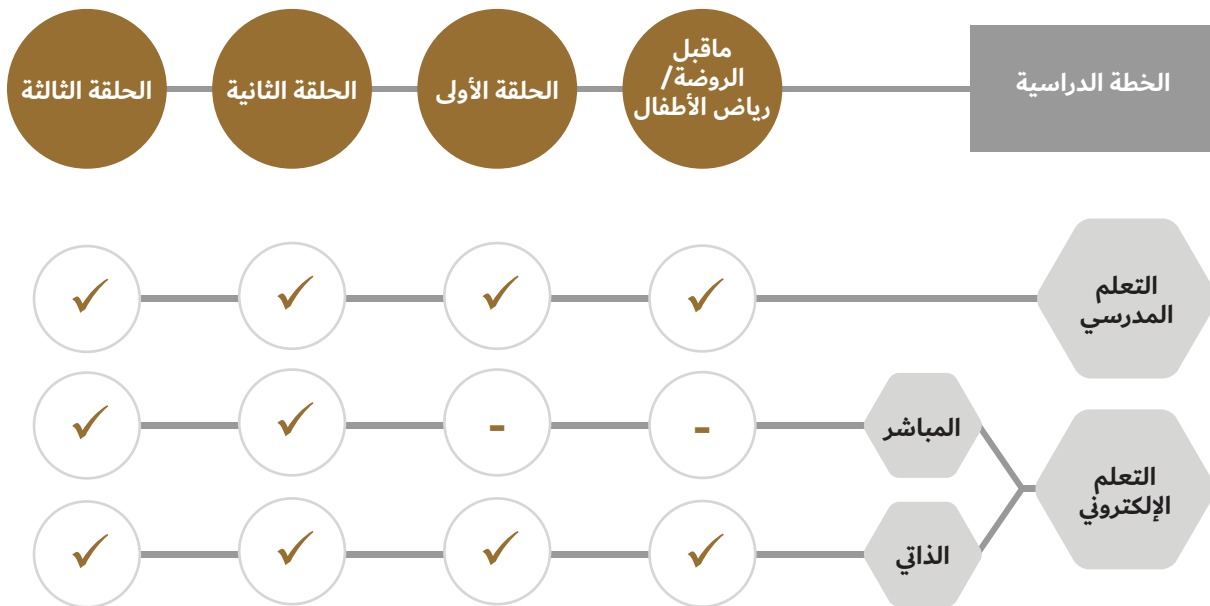 الخطة الدراسية
ماقبل
الروضة/
رياض الأطفال
الحلقة الأولى
الحلقة الثانية
الحلقة الثالثة
التعلم
المدرسي
✓ ✓ ✓ ✓
التعلم
الإلكتروني
المباشر
- - ✓ ✓
الذاتي
✓ ✓ ✓ ✓